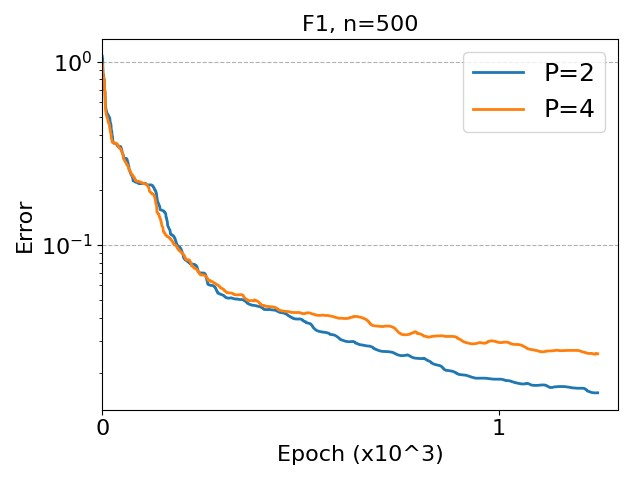 F1, n=500
10^0
P=2
P=4
Error
10^−1
0
1
Epoch (x10^3)